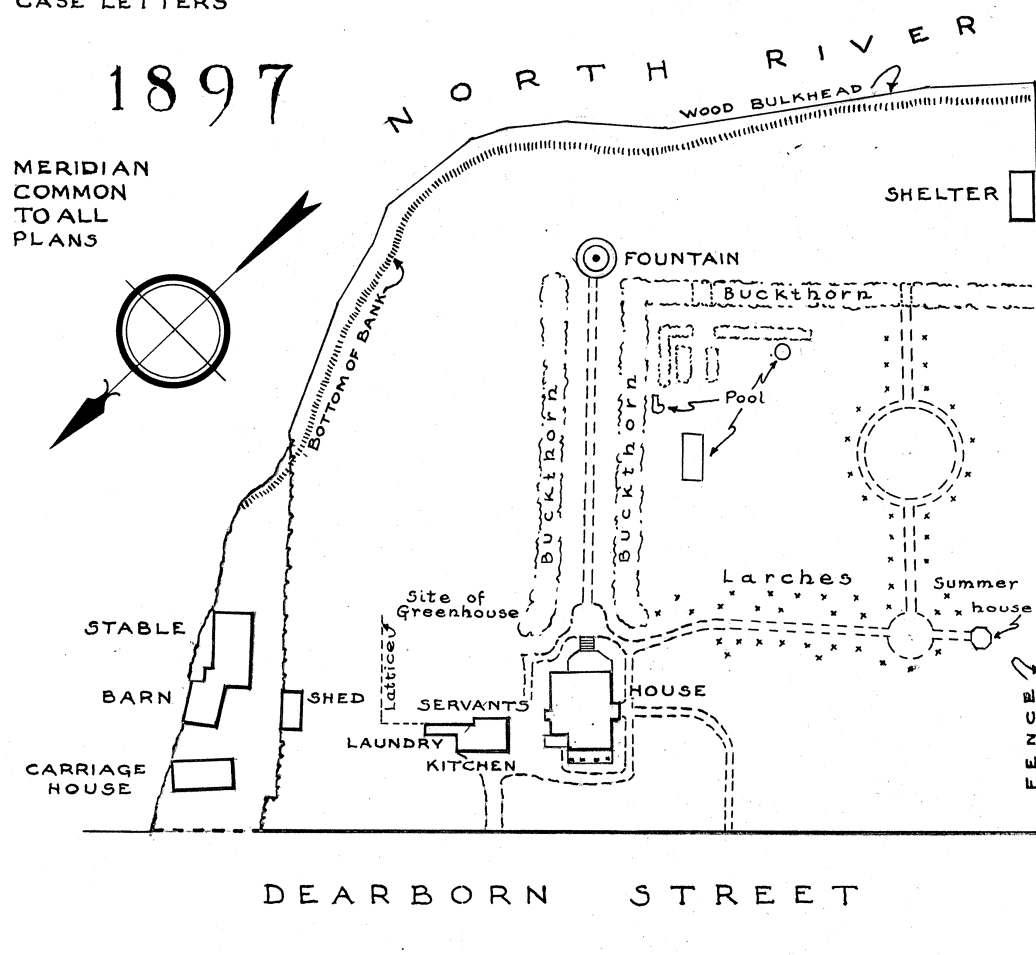 CASE LETTERS
1897
NORTH RIVER
WOOD BULKHEAD
MERIDIAN
COMMON
TO ALL
PLANS
SHELTER
FOUNTAIN
Buckthorn
BOTTOM OF BANK
Buckthorn
Buckthorn
Pool
Larches
Summer
house
Site of
Greenhouse
STABLE
Lattice
BARN
SHED
SERVANTS
HOUSE
FENCE
LAUNDRY
KITCHEN
CARRIAGE
HOUSE
DEARBORN STREET